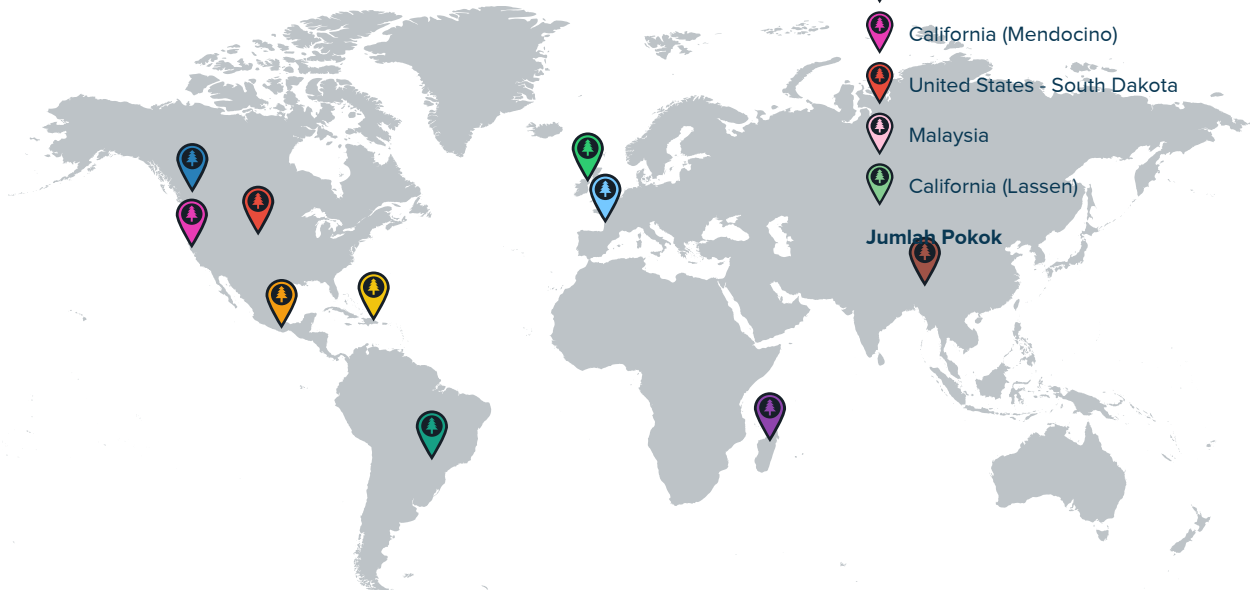 California (Mendocino)
United States - South Dakota
Malaysia
California (Lassen)
Jumlah Pokok